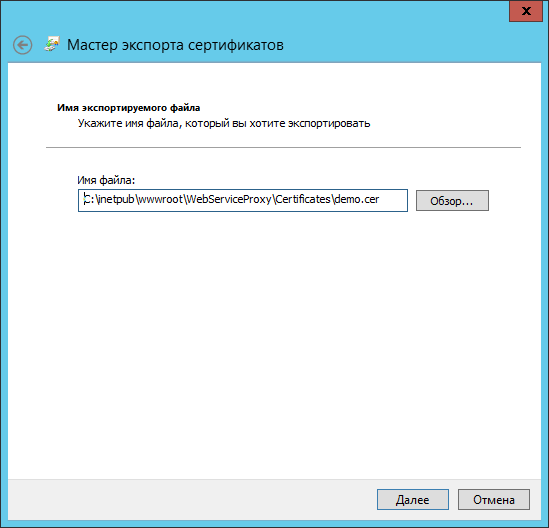 Мастер экспорта сертификатов
Имя экспортируемого файла
Укажите имя файла, который вы хотите экспортировать
Имя файла:
C:\inetpub\wwwroot\WebServiceProxy\Certificates\demo.cer
Обзор...
Далее
Отмена